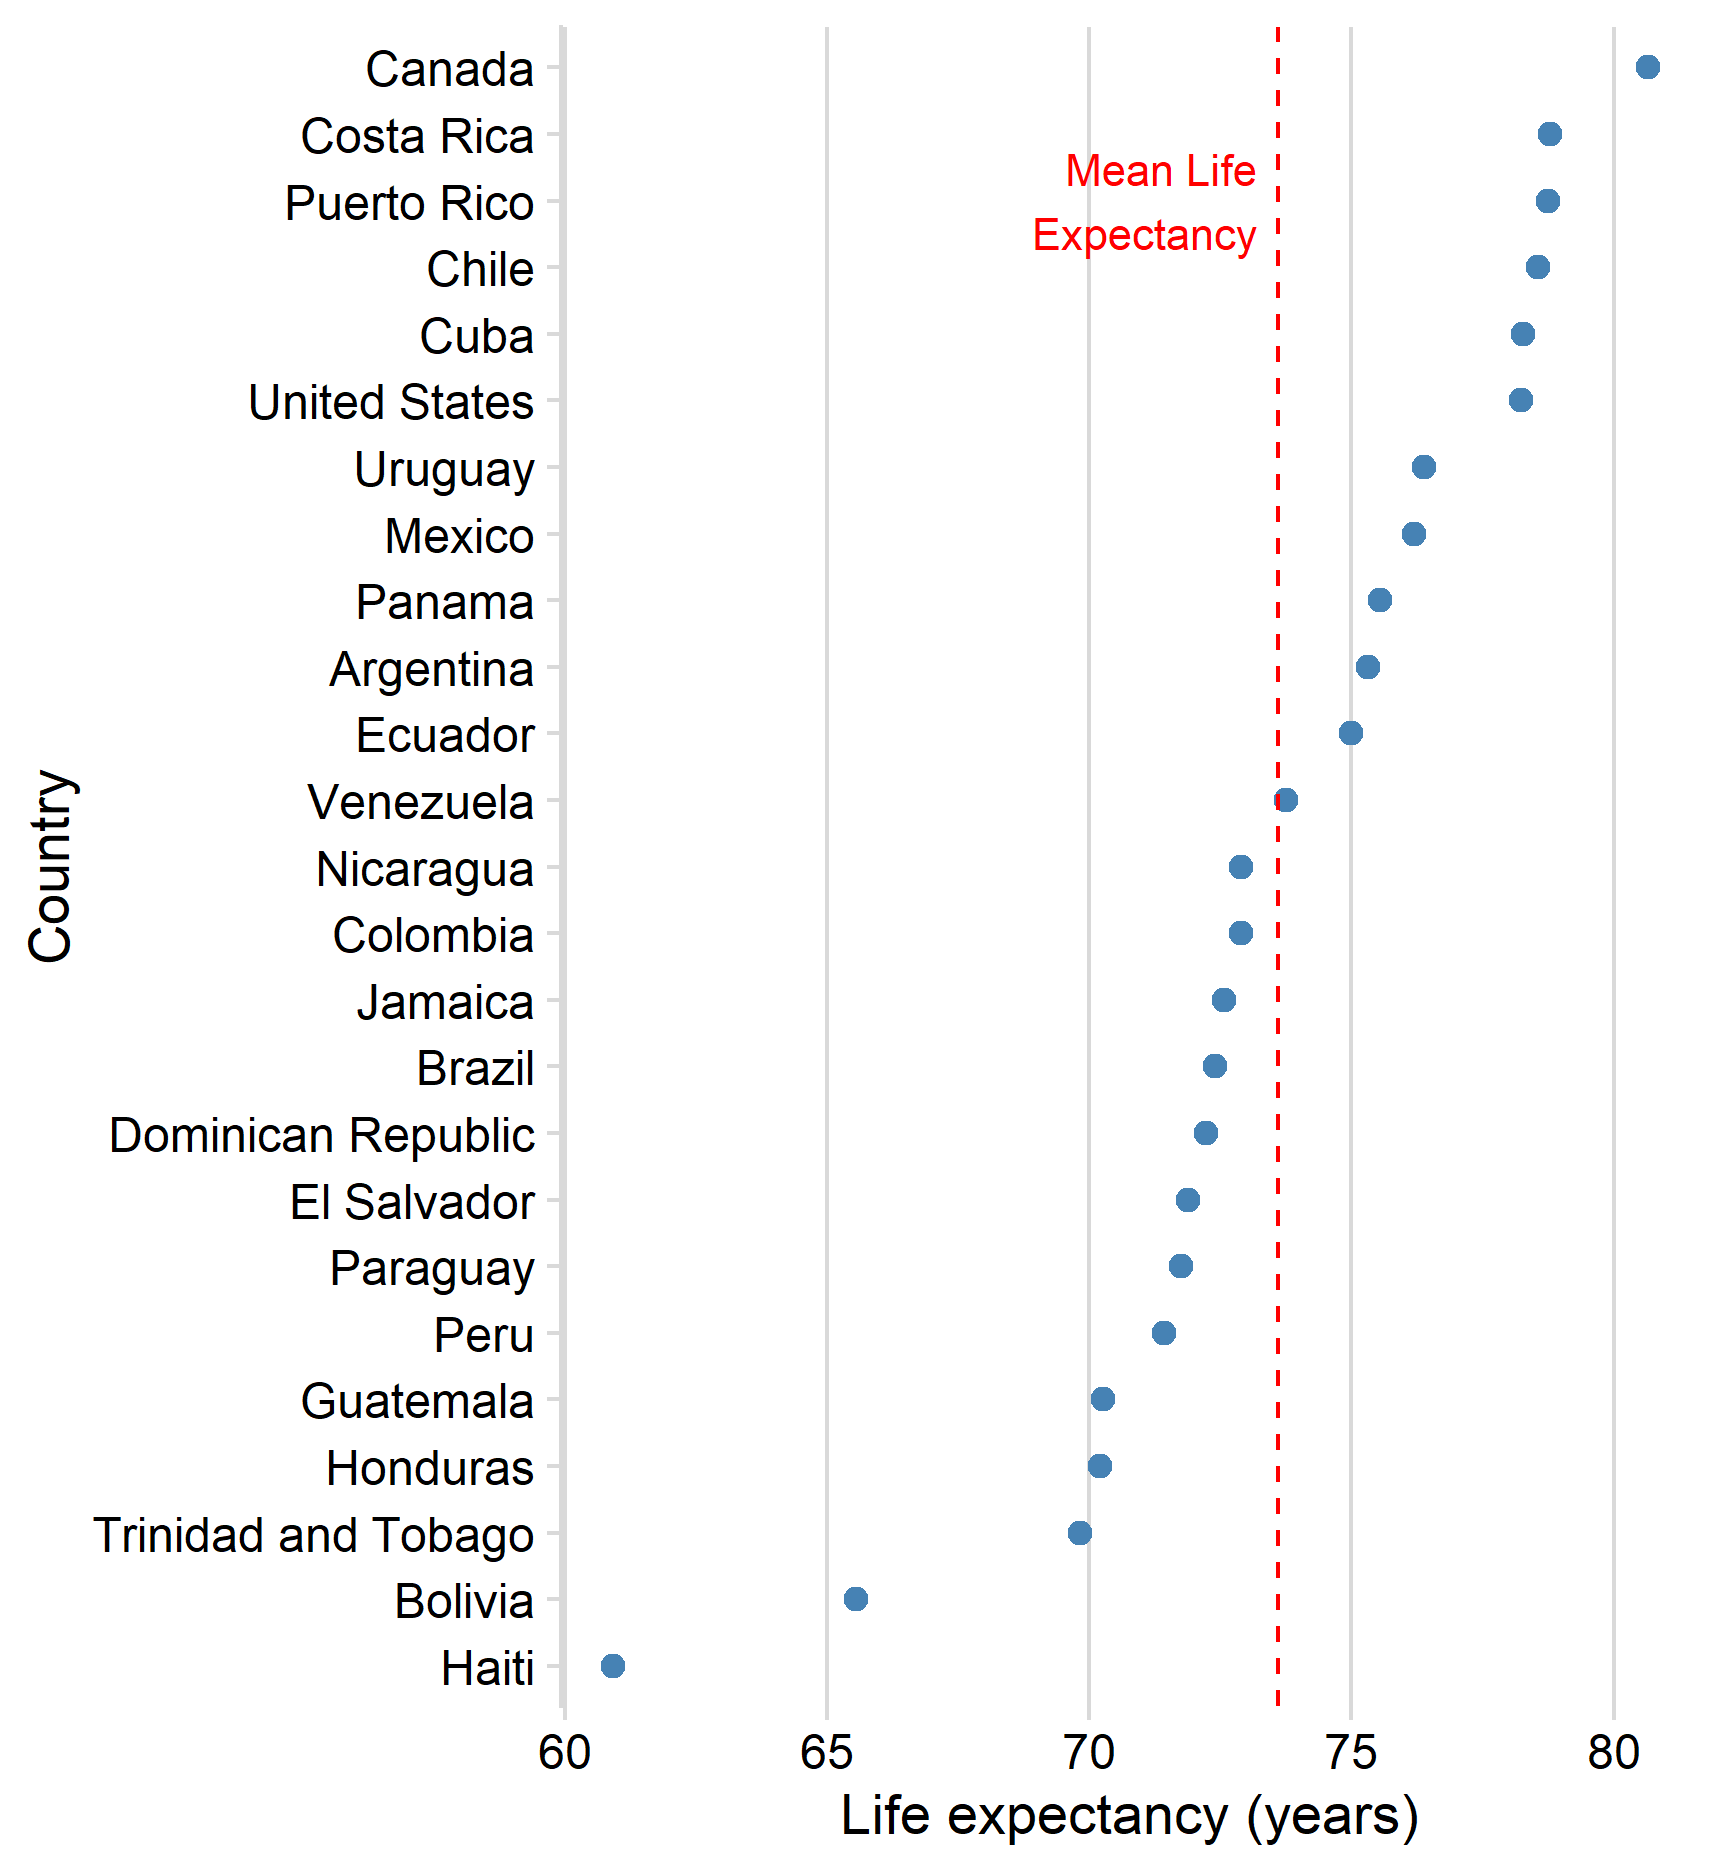 Canada
Costa Rica
Mean Life
Puerto Rico
Expectancy
Chile
Cuba
United States
Uruguay
Mexico
Panama
Argentina
Ecuador
Venezuela
Nicaragua
Country
Colombia
Jamaica
Brazil
Dominican Republic
El Salvador
Paraguay
Peru
Guatemala
Honduras
Trinidad and Tobago
Bolivia
Haiti
60 65 70 75 80
Life expectancy (years)